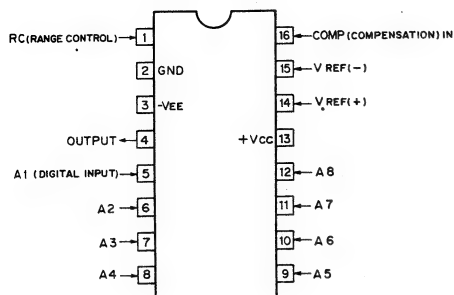 RC(RANGE CONTROL) 1
2 GND
3 -VEE
OUTPUT 4
A1 (DIGITAL INPUT) 5
A2 6
A3 7
A4 8
16 COMP(COMPENSATION) IN
15 V REF(-)
14 V REF(+)
+VCC 13
12 A8
11 A7
10 A6
9 A5